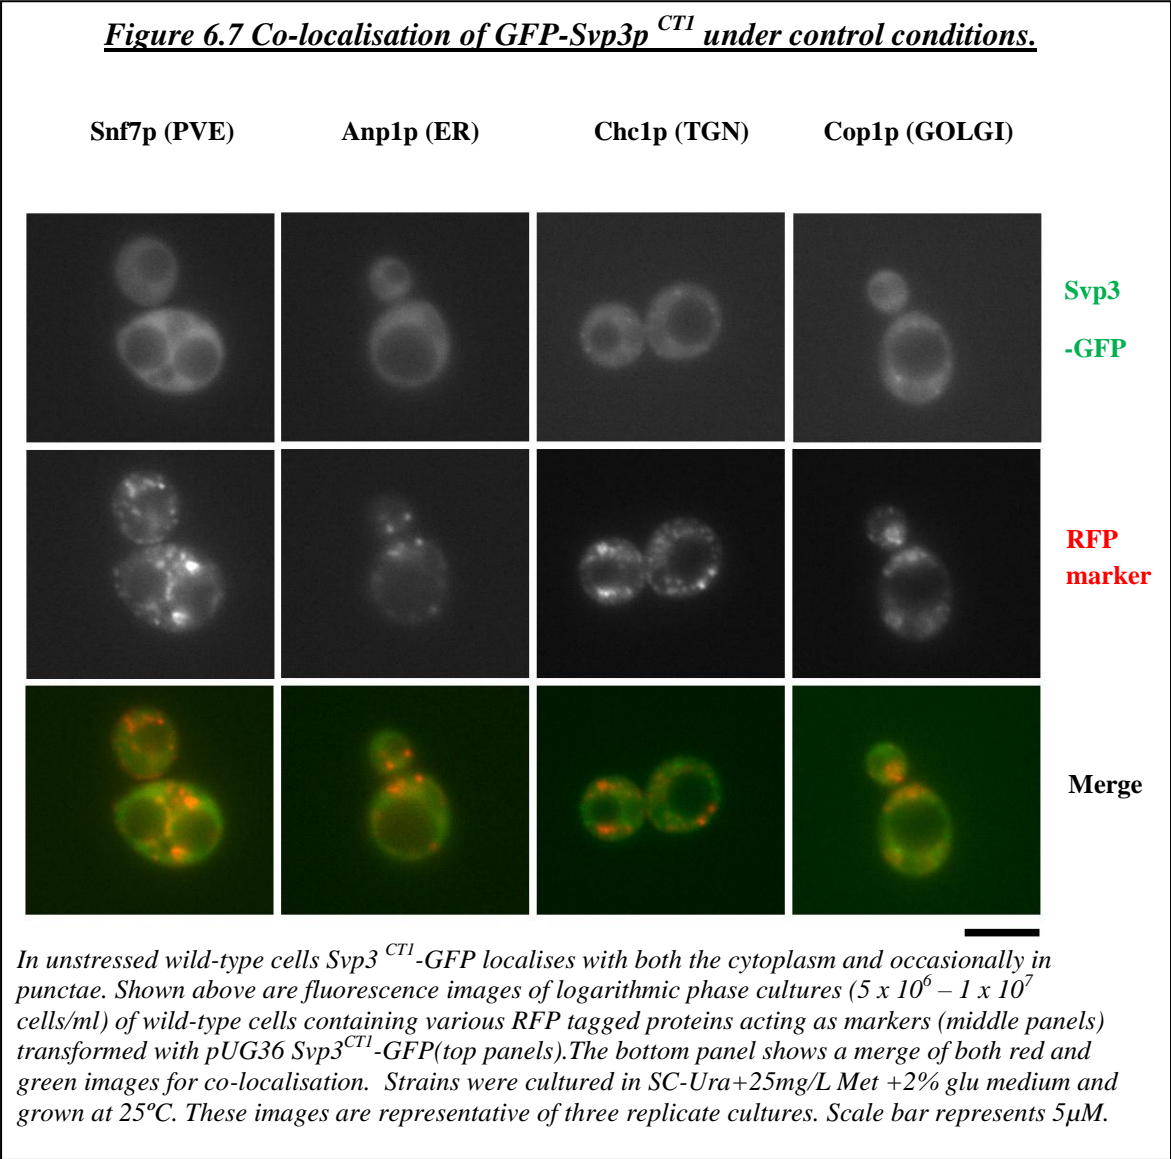 Figure 6.7 Co-localisation of GFP-Svp3p CT1 under control conditions.
Snf7p (PVE) Anp1p (ER) Chc1p (TGN) Cop1p (GOLGI)
Svp3
-GFP
RFP
marker
Merge
In unstressed wild-type cells Svp3 CT1-GFP localises with both the cytoplasm and occasionally in
punctae. Shown above are fluorescence images of logarithmic phase cultures (5 x 10^6 – 1 x 10^7
cells/ml) of wild-type cells containing various RFP tagged proteins acting as markers (middle panels)
transformed with pUG36 Svp3CT1-GFP(top panels).The bottom panel shows a merge of both red and
green images for co-localisation. Strains were cultured in SC-Ura+25mg/L Met +2% glu medium and
grown at 25ºC. These images are representative of three replicate cultures. Scale bar represents 5µM.